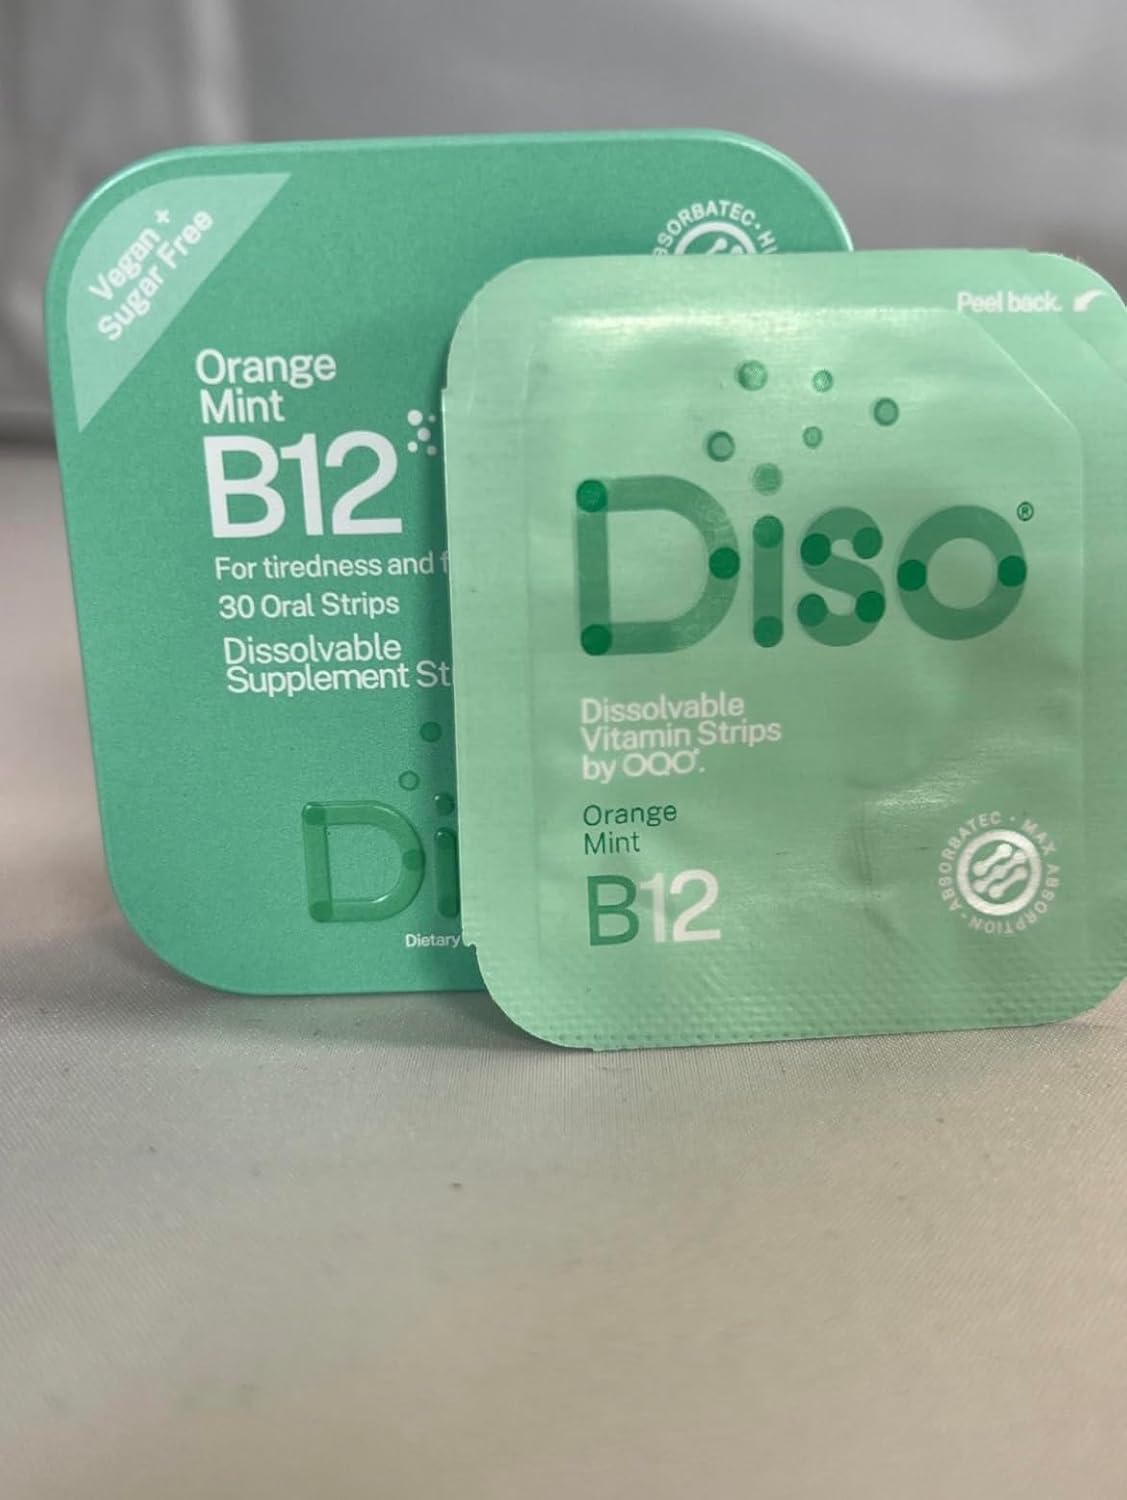 Vegan +
Sugar Free
Orange
Mint
B12
For tiredness and
30 Oral Strips
Dissolvable
Supplement
Di
Dietary
Peel back.
Diso®
Dissolvable
Vitamin Strips
by OQO.
Orange
Mint
B12
ABSORBATEC · MAX ABSORPTION ·